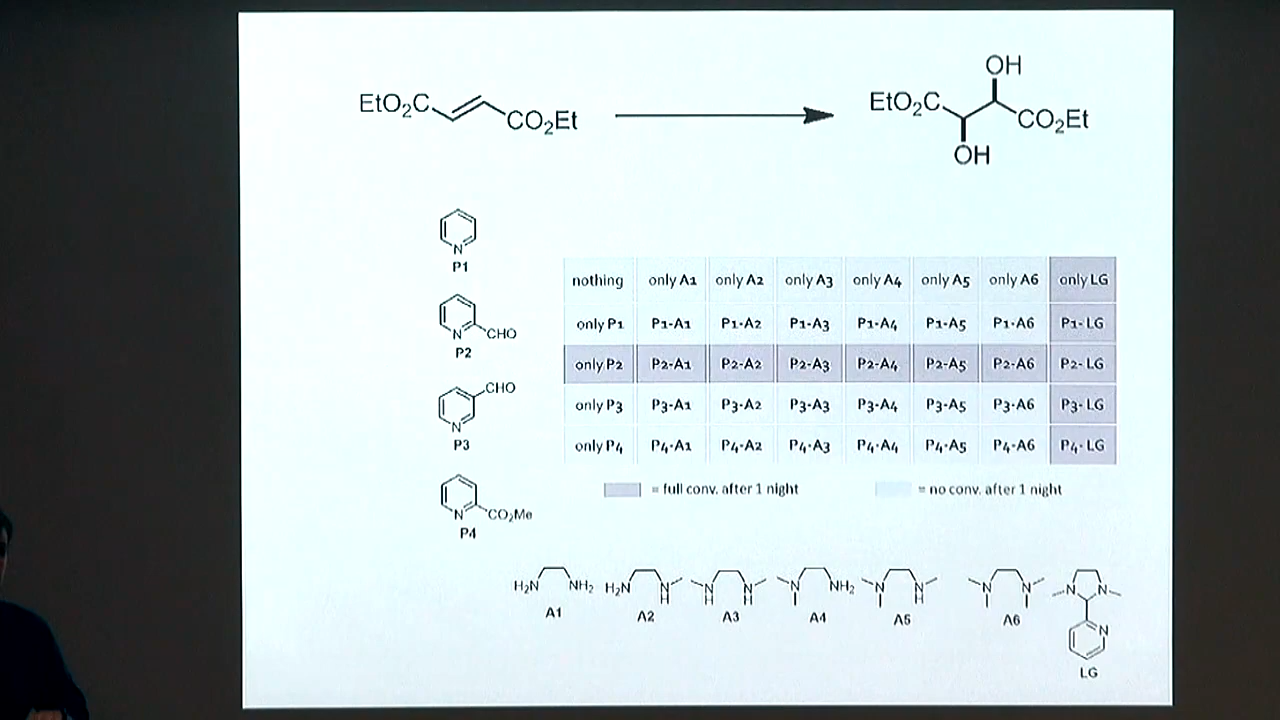 OH
EtO₂C
CO₂Et
EtO₂C
CO₂Et
OH
N
P1
N
CHO
P2
CHO
N
P3
N
CO₂Me
P4
nothing only A1 only A2 only A3 only A4 only A5 only A6 only LG
only P1 P1-A1 P1-A2 P1-A3 P1-A4 P1-A5 P1-A6 P1-LG
only P2 P2-A1 P2-A2 P2-A3 P2-A4 P2-A5 P2-A6 P2-LG
only P3 P3-A1 P3-A2 P3-A3 P3-A4 P3-A5 P3-A6 P3-LG
only P4 P4-A1 P4-A2 P4-A3 P4-A4 P4-A5 P4-A6 P4-LG
= full conv. after 1 night
= no conv. after 1 night
H₂N NH₂
A1
H₂N N H
A2
N H N H
A3
N NH₂
A4
N N H
A5
N N
A6
N N
N
LG